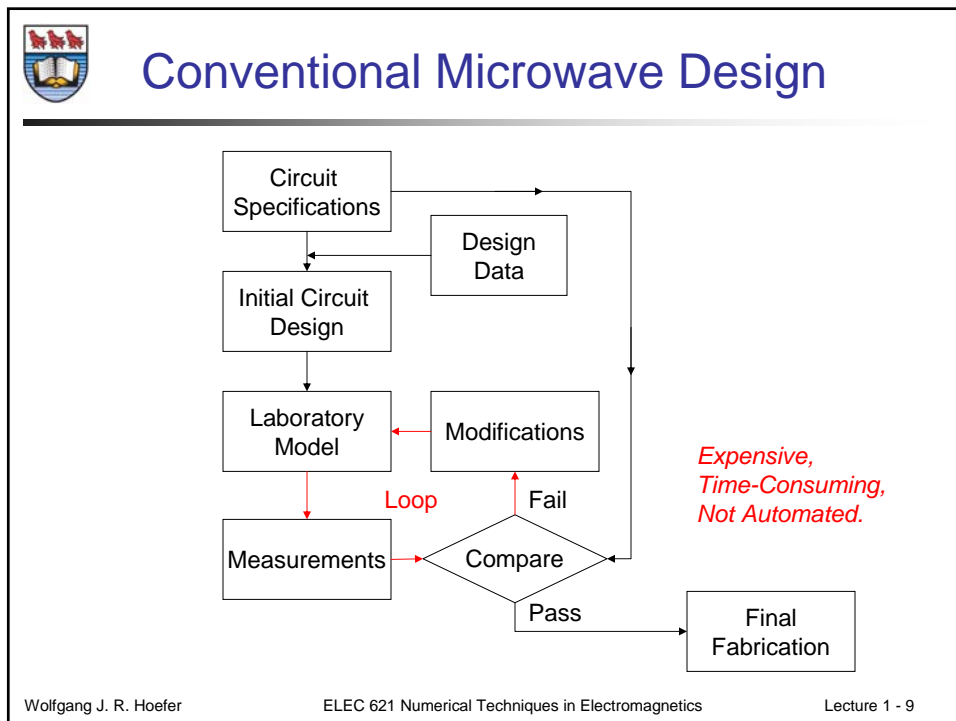 Conventional Microwave Design
Circuit
Specifications
Design
Data
Initial Circuit
Design
Laboratory
Model
Modifications
Expensive,
Time-Consuming,
Not Automated.
Loop
Fail
Measurements
Compare
Pass
Final
Fabrication
Wolfgang J. R. Hoefer
ELEC 621 Numerical Techniques in Electromagnetics
Lecture 1 - 9